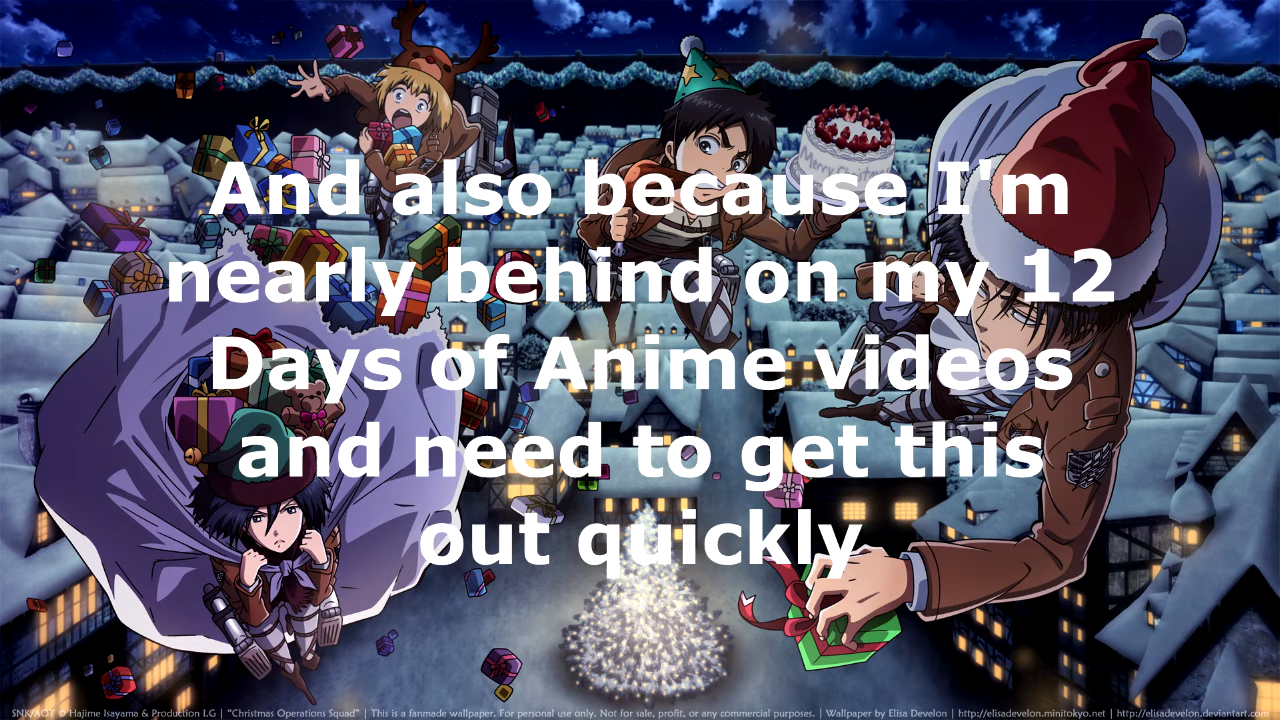 Merry Christmas
And also because I'm
nearly behind on my 12
Days of Anime videos
and need to get this
out quickly
SNK/AOT © Hajime Isayama & Production I.G | "Christmas Operations Squad" | This is a fanmade wallpaper. For personal use only. Not for sale, profit, or any commercial purposes. | Wallpaper by Elisa Develon | http://elisadevelon.minitokyo.net | http://elisadevelon.deviantart.com